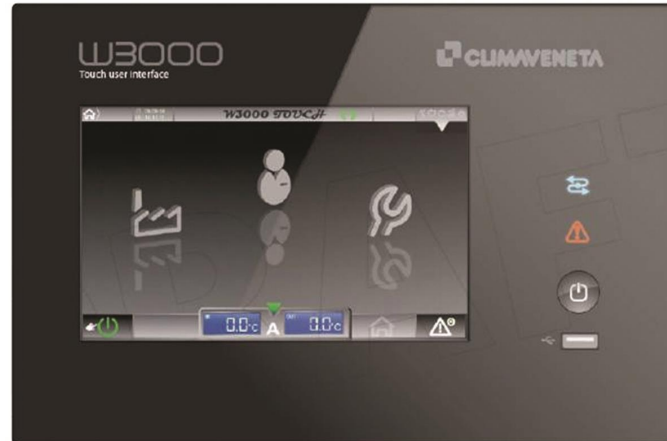 W3000
Touch user interface
CLIMAVENETA
W3000 TOUCH
0.0°C
A
0.0°C